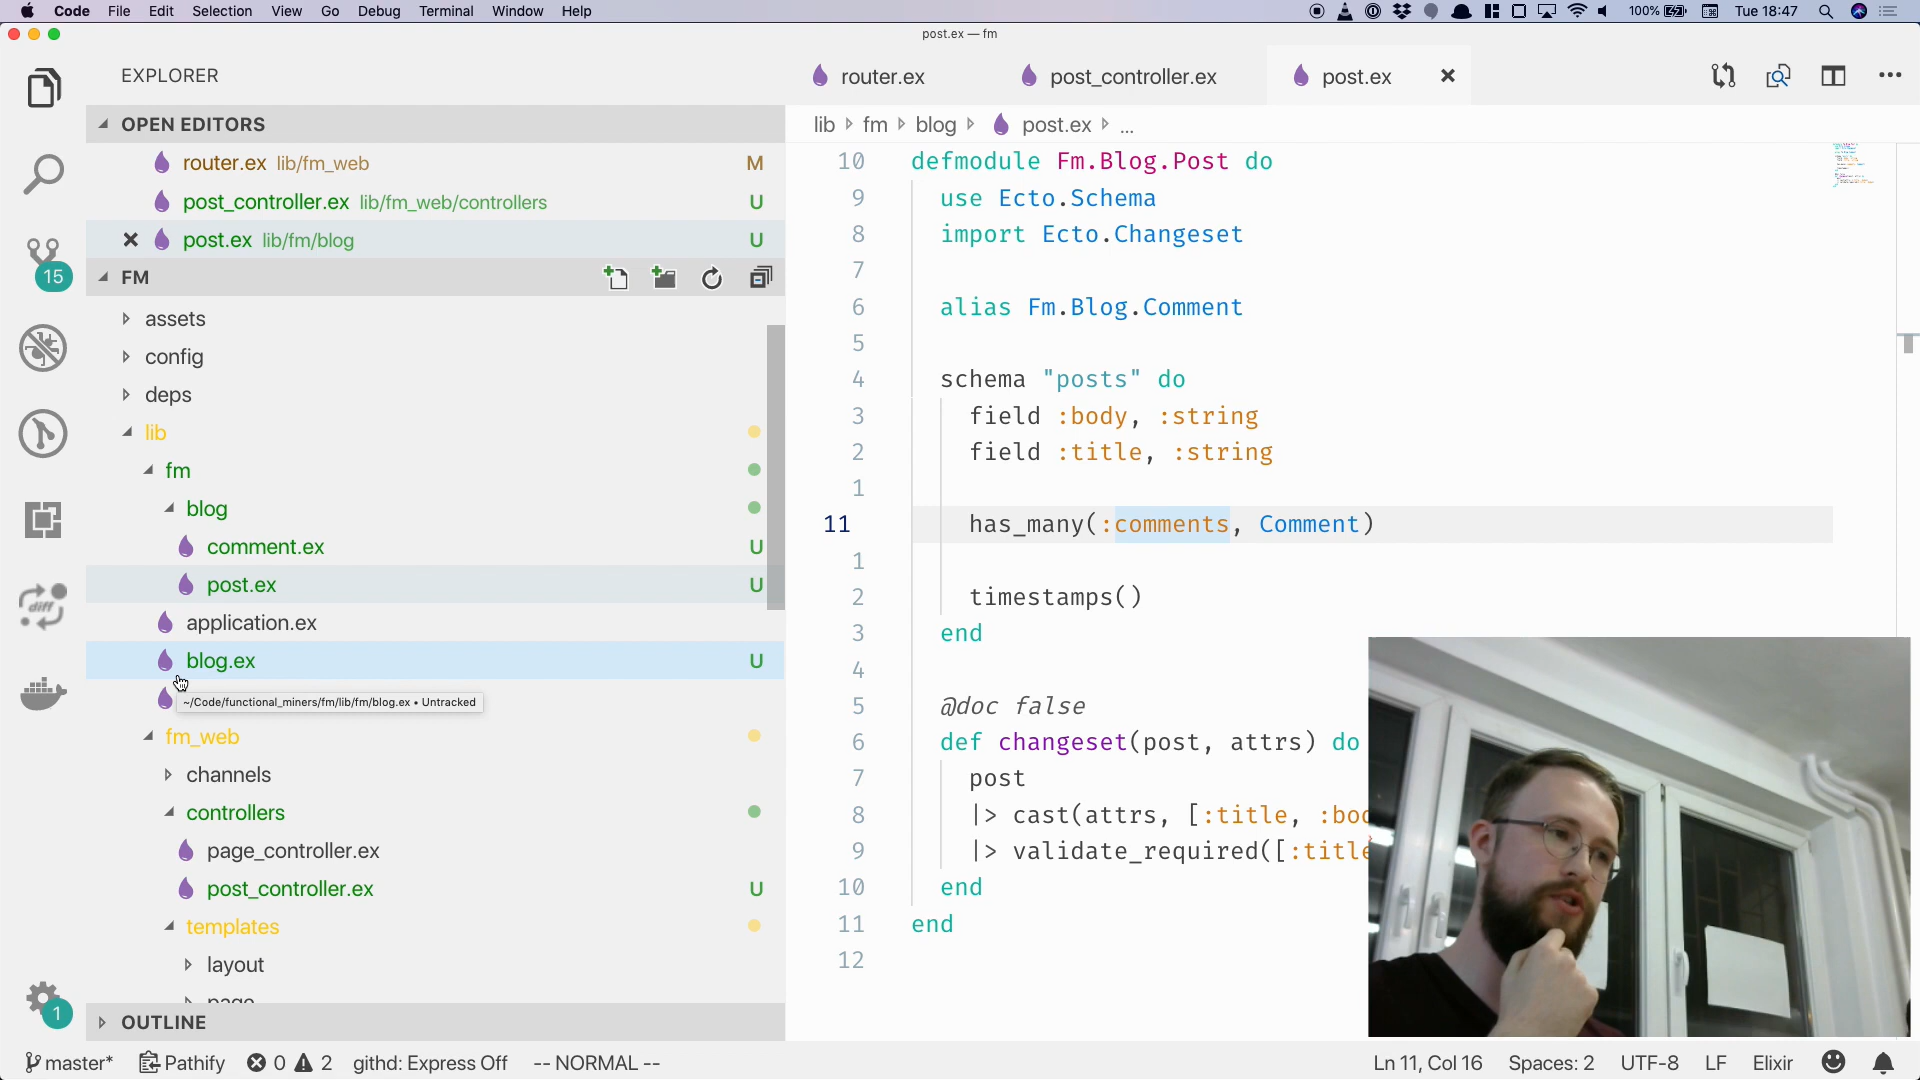 Code File Edit Selection View Go Debug Terminal Window Help 100% Tue 18:47
post.ex — fm
EXPLORER
OPEN EDITORS
router.ex lib/fm_web M
post_controller.ex lib/fm_web/controllers U
post.ex lib/fm/blog U
15
FM
assets
config
deps
lib
fm
blog
comment.ex U
post.ex U
application.ex
blog.ex U
~/Code/functional_miners/fm/lib/fm/blog.ex • Untracked
fm_web
channels
controllers
page_controller.ex
post_controller.ex U
templates
layout
page
diff
1
OUTLINE
router.ex post_controller.ex post.ex
lib fm blog post.ex ...
10 defmodule Fm.Blog.Post do
9 use Ecto.Schema
8 import Ecto.Changeset
7
6 alias Fm.Blog.Comment
5
4 schema "posts" do
3 field :body, :string
2 field :title, :string
1
11 has_many(:comments, Comment)
1
2 timestamps()
3 end
4
5 @doc false
6 def changeset(post, attrs) do
7 post
8 |> cast(attrs, [:title, :bod
9 |> validate_required([:title
10 end
11 end
12
master* Pathify 0 2 githd: Express Off -- NORMAL -- Ln 11, Col 16 Spaces: 2 UTF-8 LF Elixir